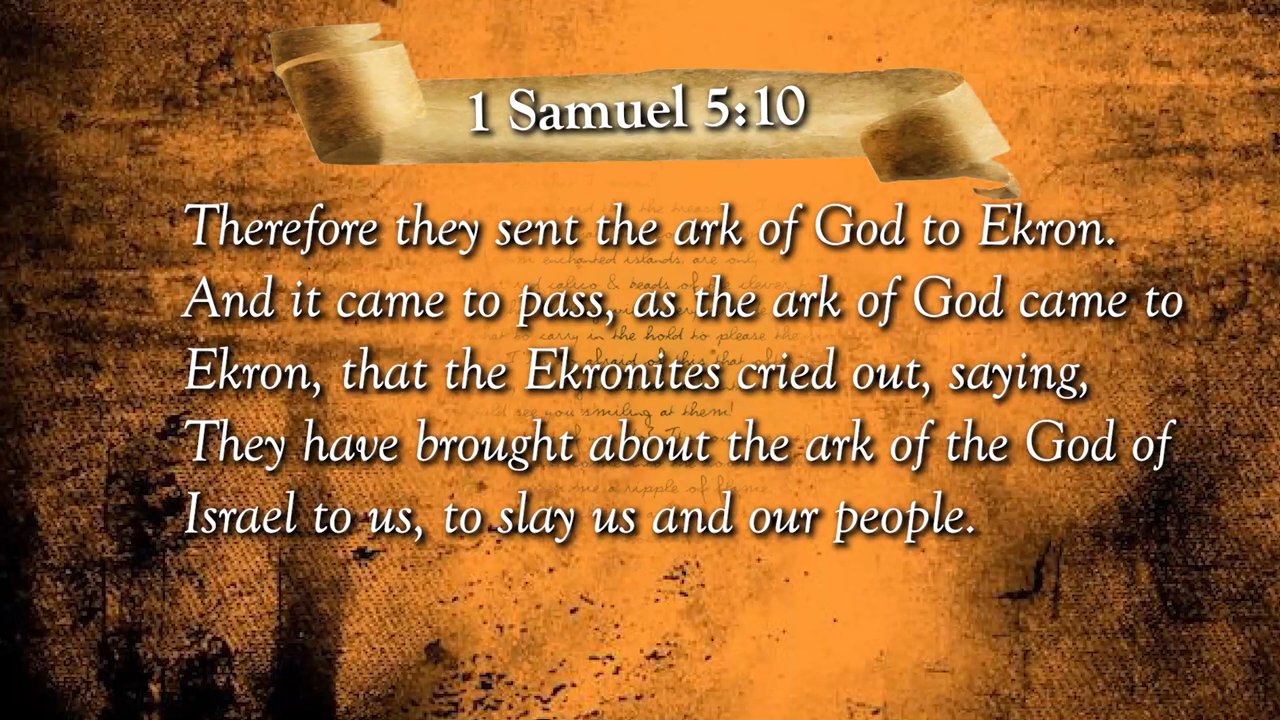 1 Samuel 5:10
Therefore they sent the ark of God to Ekron.
And it came to pass, as the ark of God came to
Ekron, that the Ekronites cried out, saying,
They have brought about the ark of the God of
Israel to us, to slay us and our people.